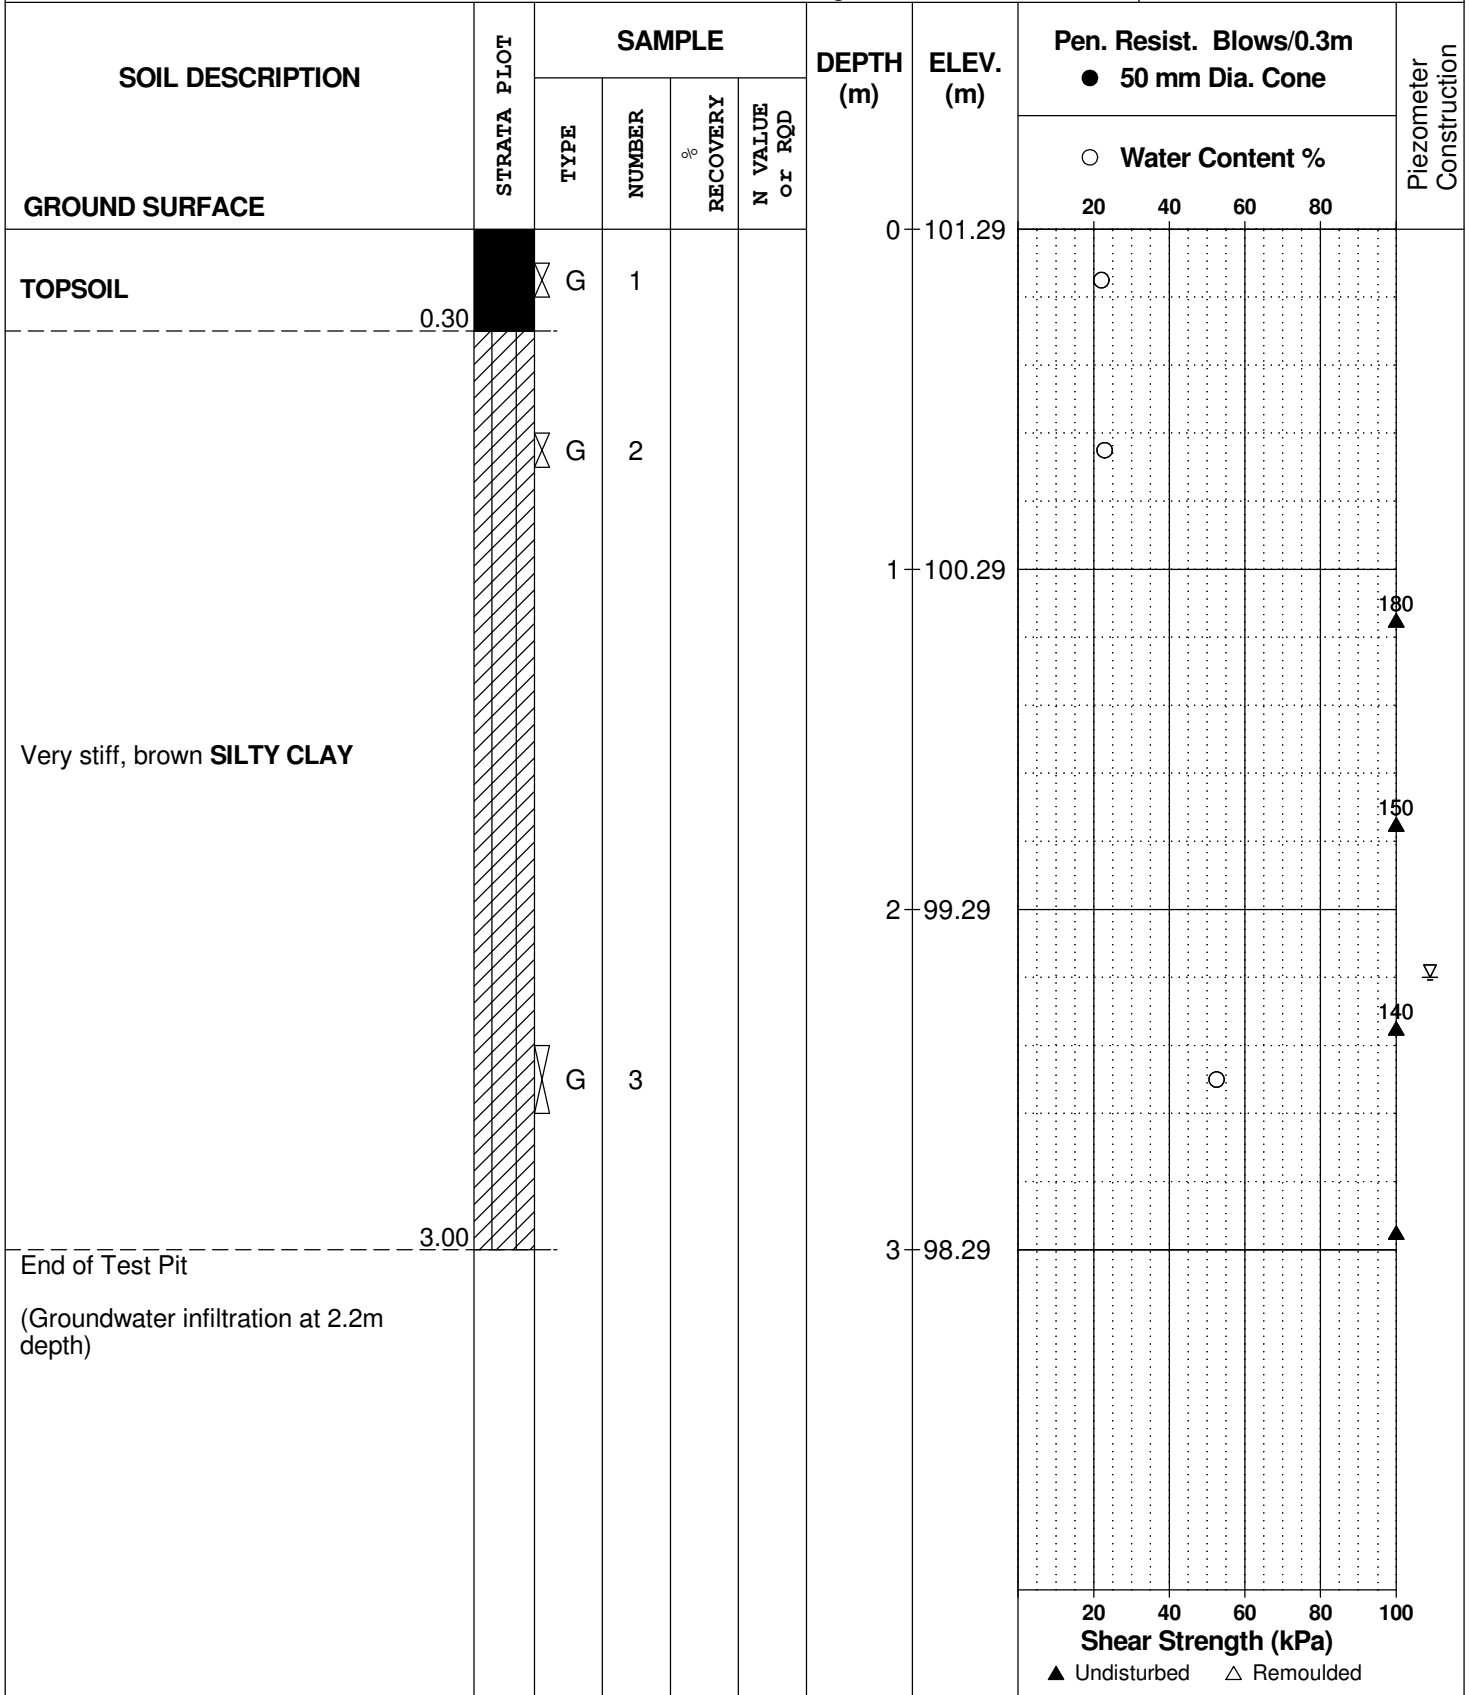 SOIL DESCRIPTION
GROUND SURFACE
STRATA PLOT
SAMPLE
TYPE
NUMBER
%
RECOVERY
N VALUE
or RQD
DEPTH
(m)
ELEV.
(m)
Pen. Resist. Blows/0.3m
● 50 mm Dia. Cone
○ Water Content %
20 40 60 80
Piezometer
Construction
0 101.29
TOPSOIL
G 1
0.30
G 2
1 100.29
180
Very stiff, brown SILTY CLAY
150
2 99.29
140
G 3
3.00
3 98.29
End of Test Pit
(Groundwater infiltration at 2.2m
depth)
20 40 60 80 100
Shear Strength (kPa)
▲ Undisturbed △ Remoulded